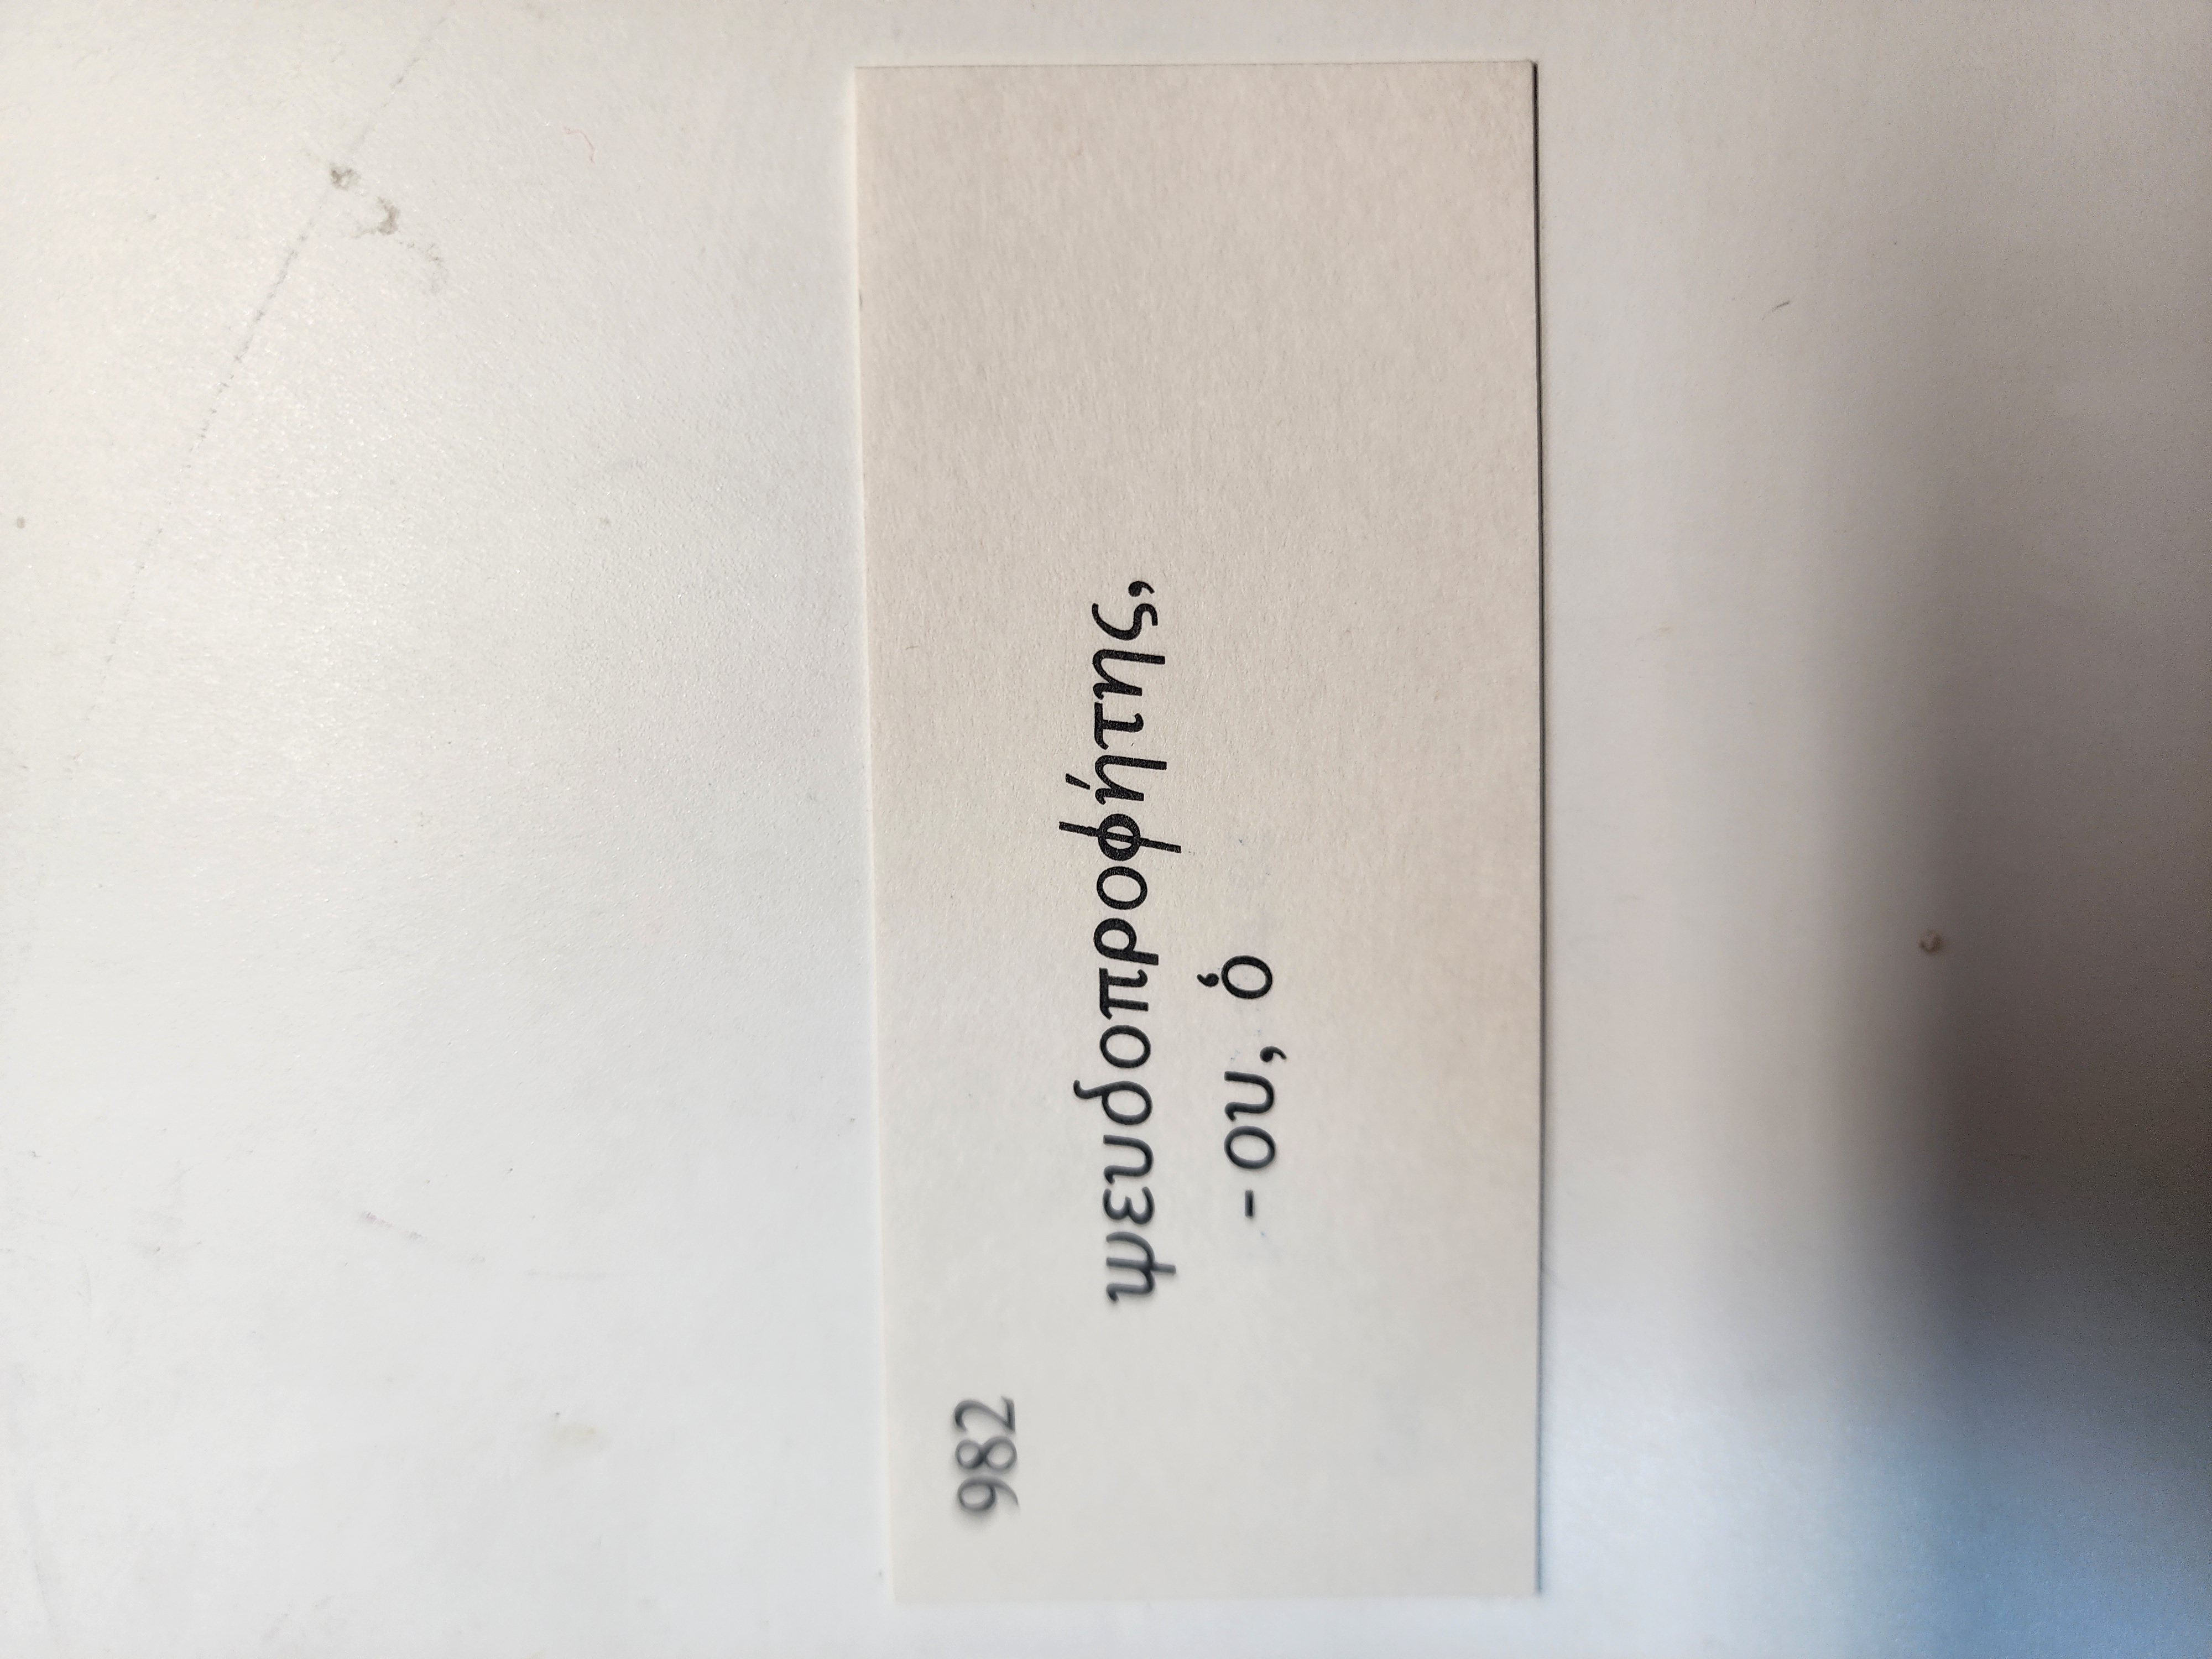 982
ψευδοπροφήτης,
- ου, ὁ